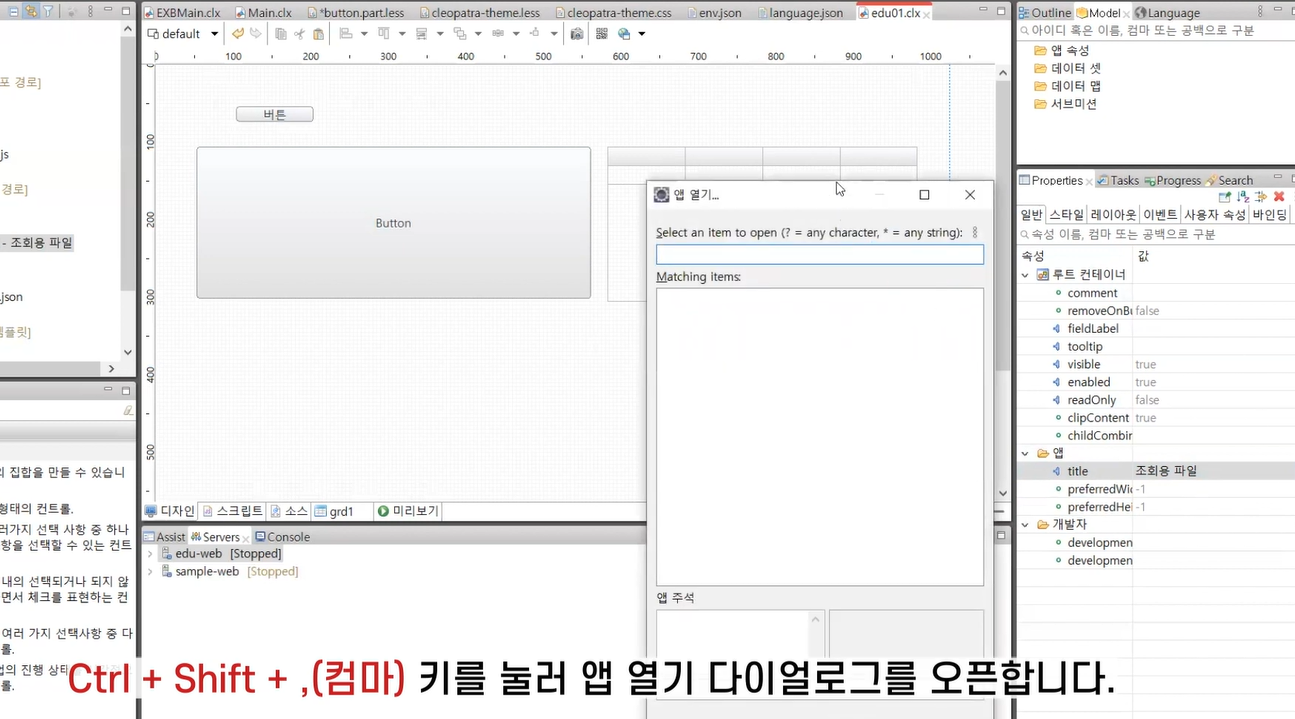 EXBMain.clx
Main.clx
*button.part.less
cleopatra-theme.less
cleopatra-theme.css
env.json
language.json
edu01.clx
Outline
Model
Language
default
아이디 혹은 이름, 컴마 또는 공백으로 구분
0 100 200 300 400 500 600 700 800 900 1000
앱 속성
데이터 셋
데이터 맵
서브미션
포 경로]
js
경로]
- 조회용 파일
.json
템플릿]
0
100
200
300
400
500
버튼
Button
앱 열기...
Select an item to open (? = any character, * = any string):
Matching items:
앱 주석
Properties
Tasks
Progress
Search
일반
스타일
레이아웃
이벤트
사용자 속성
바인딩
속성 이름, 컴마 또는 공백으로 구분
속성 값
루트 컨테이너
comment
removeOnBu false
fieldLabel
tooltip
visible true
enabled true
readOnly false
clipContent true
childCombin
앱
title 조회용 파일
preferredWid -1
preferredHei -1
개발자
developmen
developmen
디자인
스크립트
소스
grd1
미리보기
Assist
Servers
Console
edu-web [Stopped]
sample-web [Stopped]
의 집합을 만들 수 있습니
형태의 컨트롤.
러가지 선택 사항 중 하나
항을 선택할 수 있는 컨트
내의 선택되거나 되지 않
면서 체크를 표현하는 컨
여러 가지 선택사항 중 다
롤.
업의 진행 상태
롤.
Ctrl + Shift + ,(컴마) 키를 눌러 앱 열기 다이얼로그를 오픈합니다.